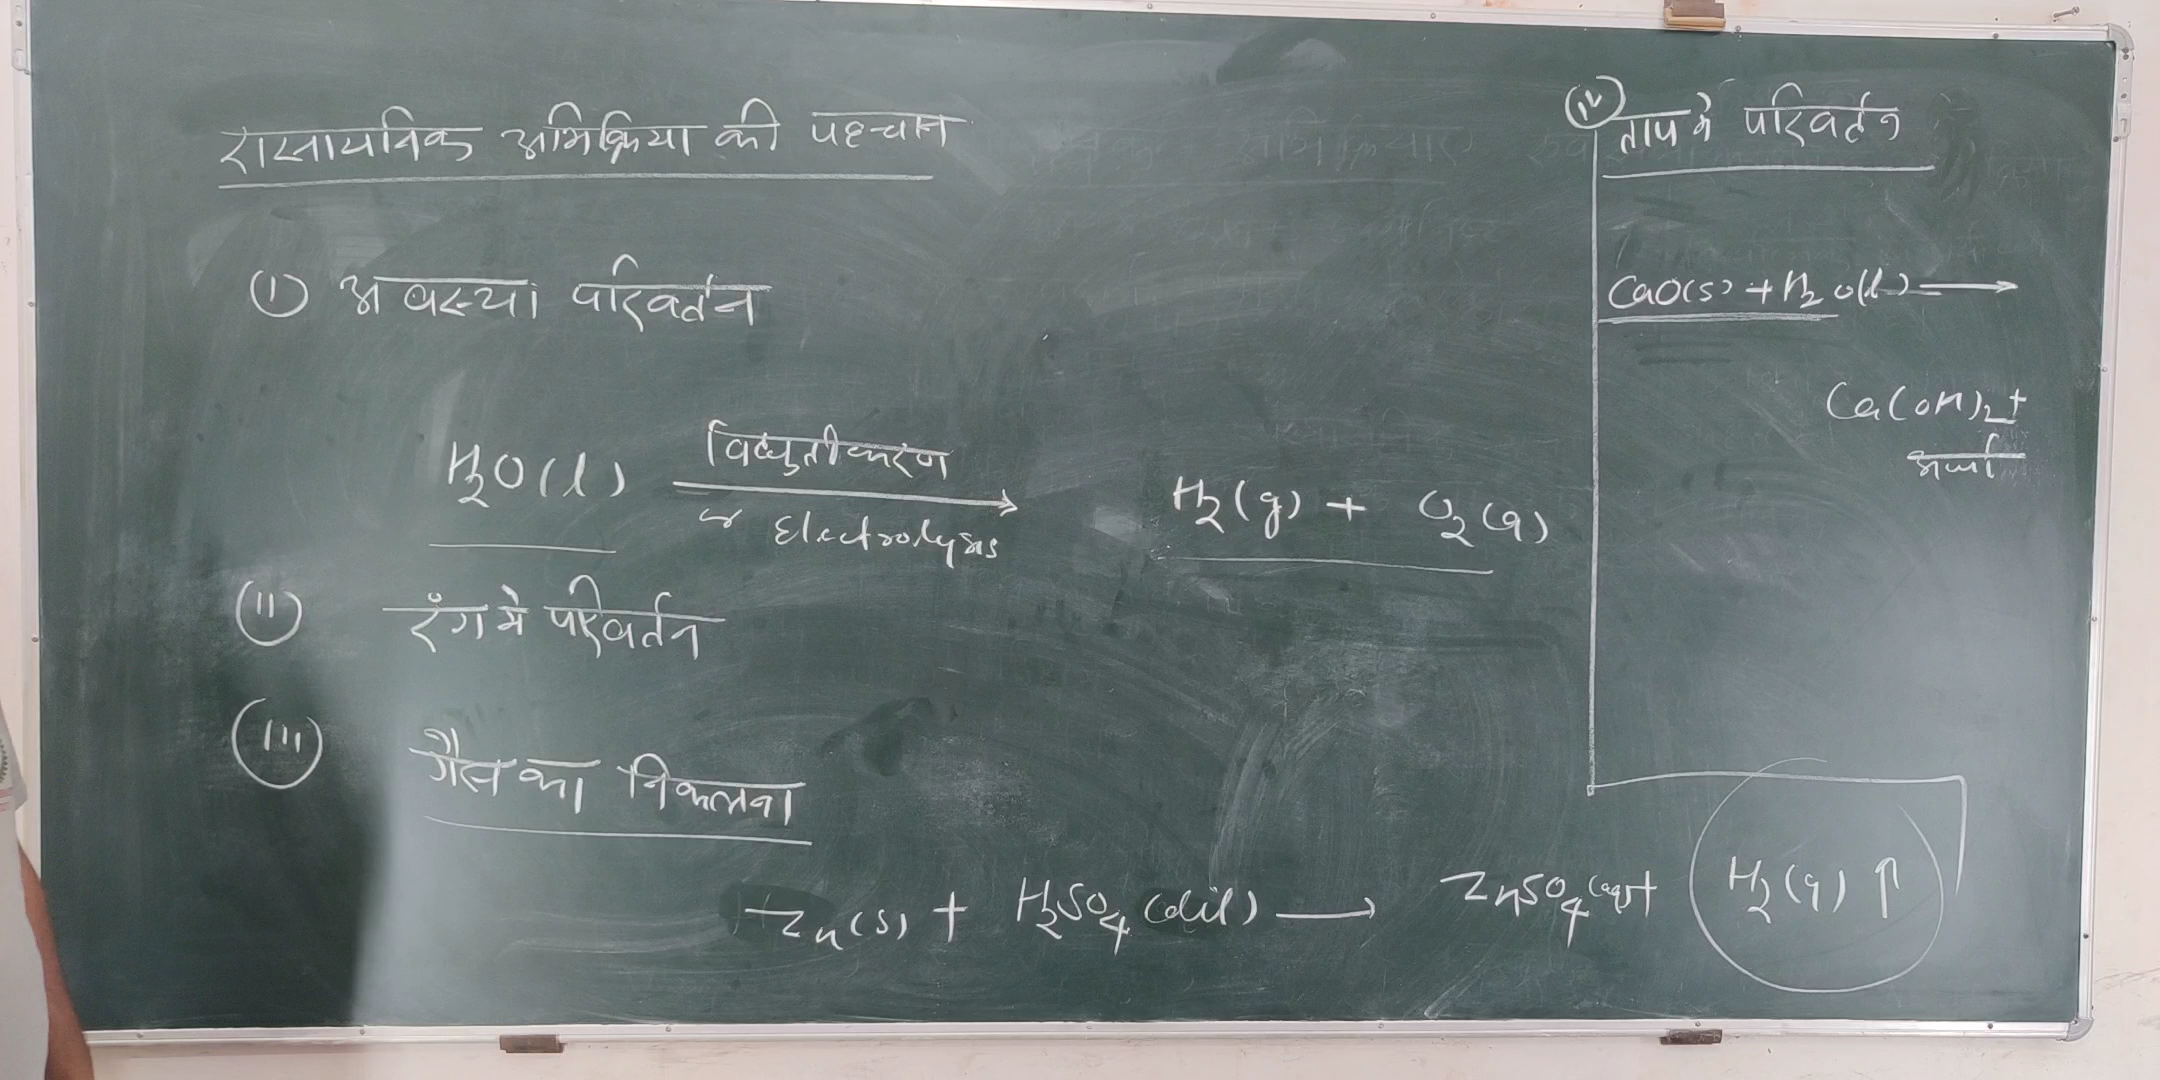 रासायनिक अभिक्रिया की पहचान
(I) अवस्था परिवर्तन
H2O(l) विद्युतीकरण → H2(g) + O2(g)
or Electrolysis
(II) रंग मे परिवर्तन
(III) गैस का निकलना
Zn(s) + H2SO4 (dil) → ZnSO4(aq) + H2(g) ↑
(IV) ताप मे परिवर्तन
CaO(s) + H2O(l) →
Ca(OH)2 +